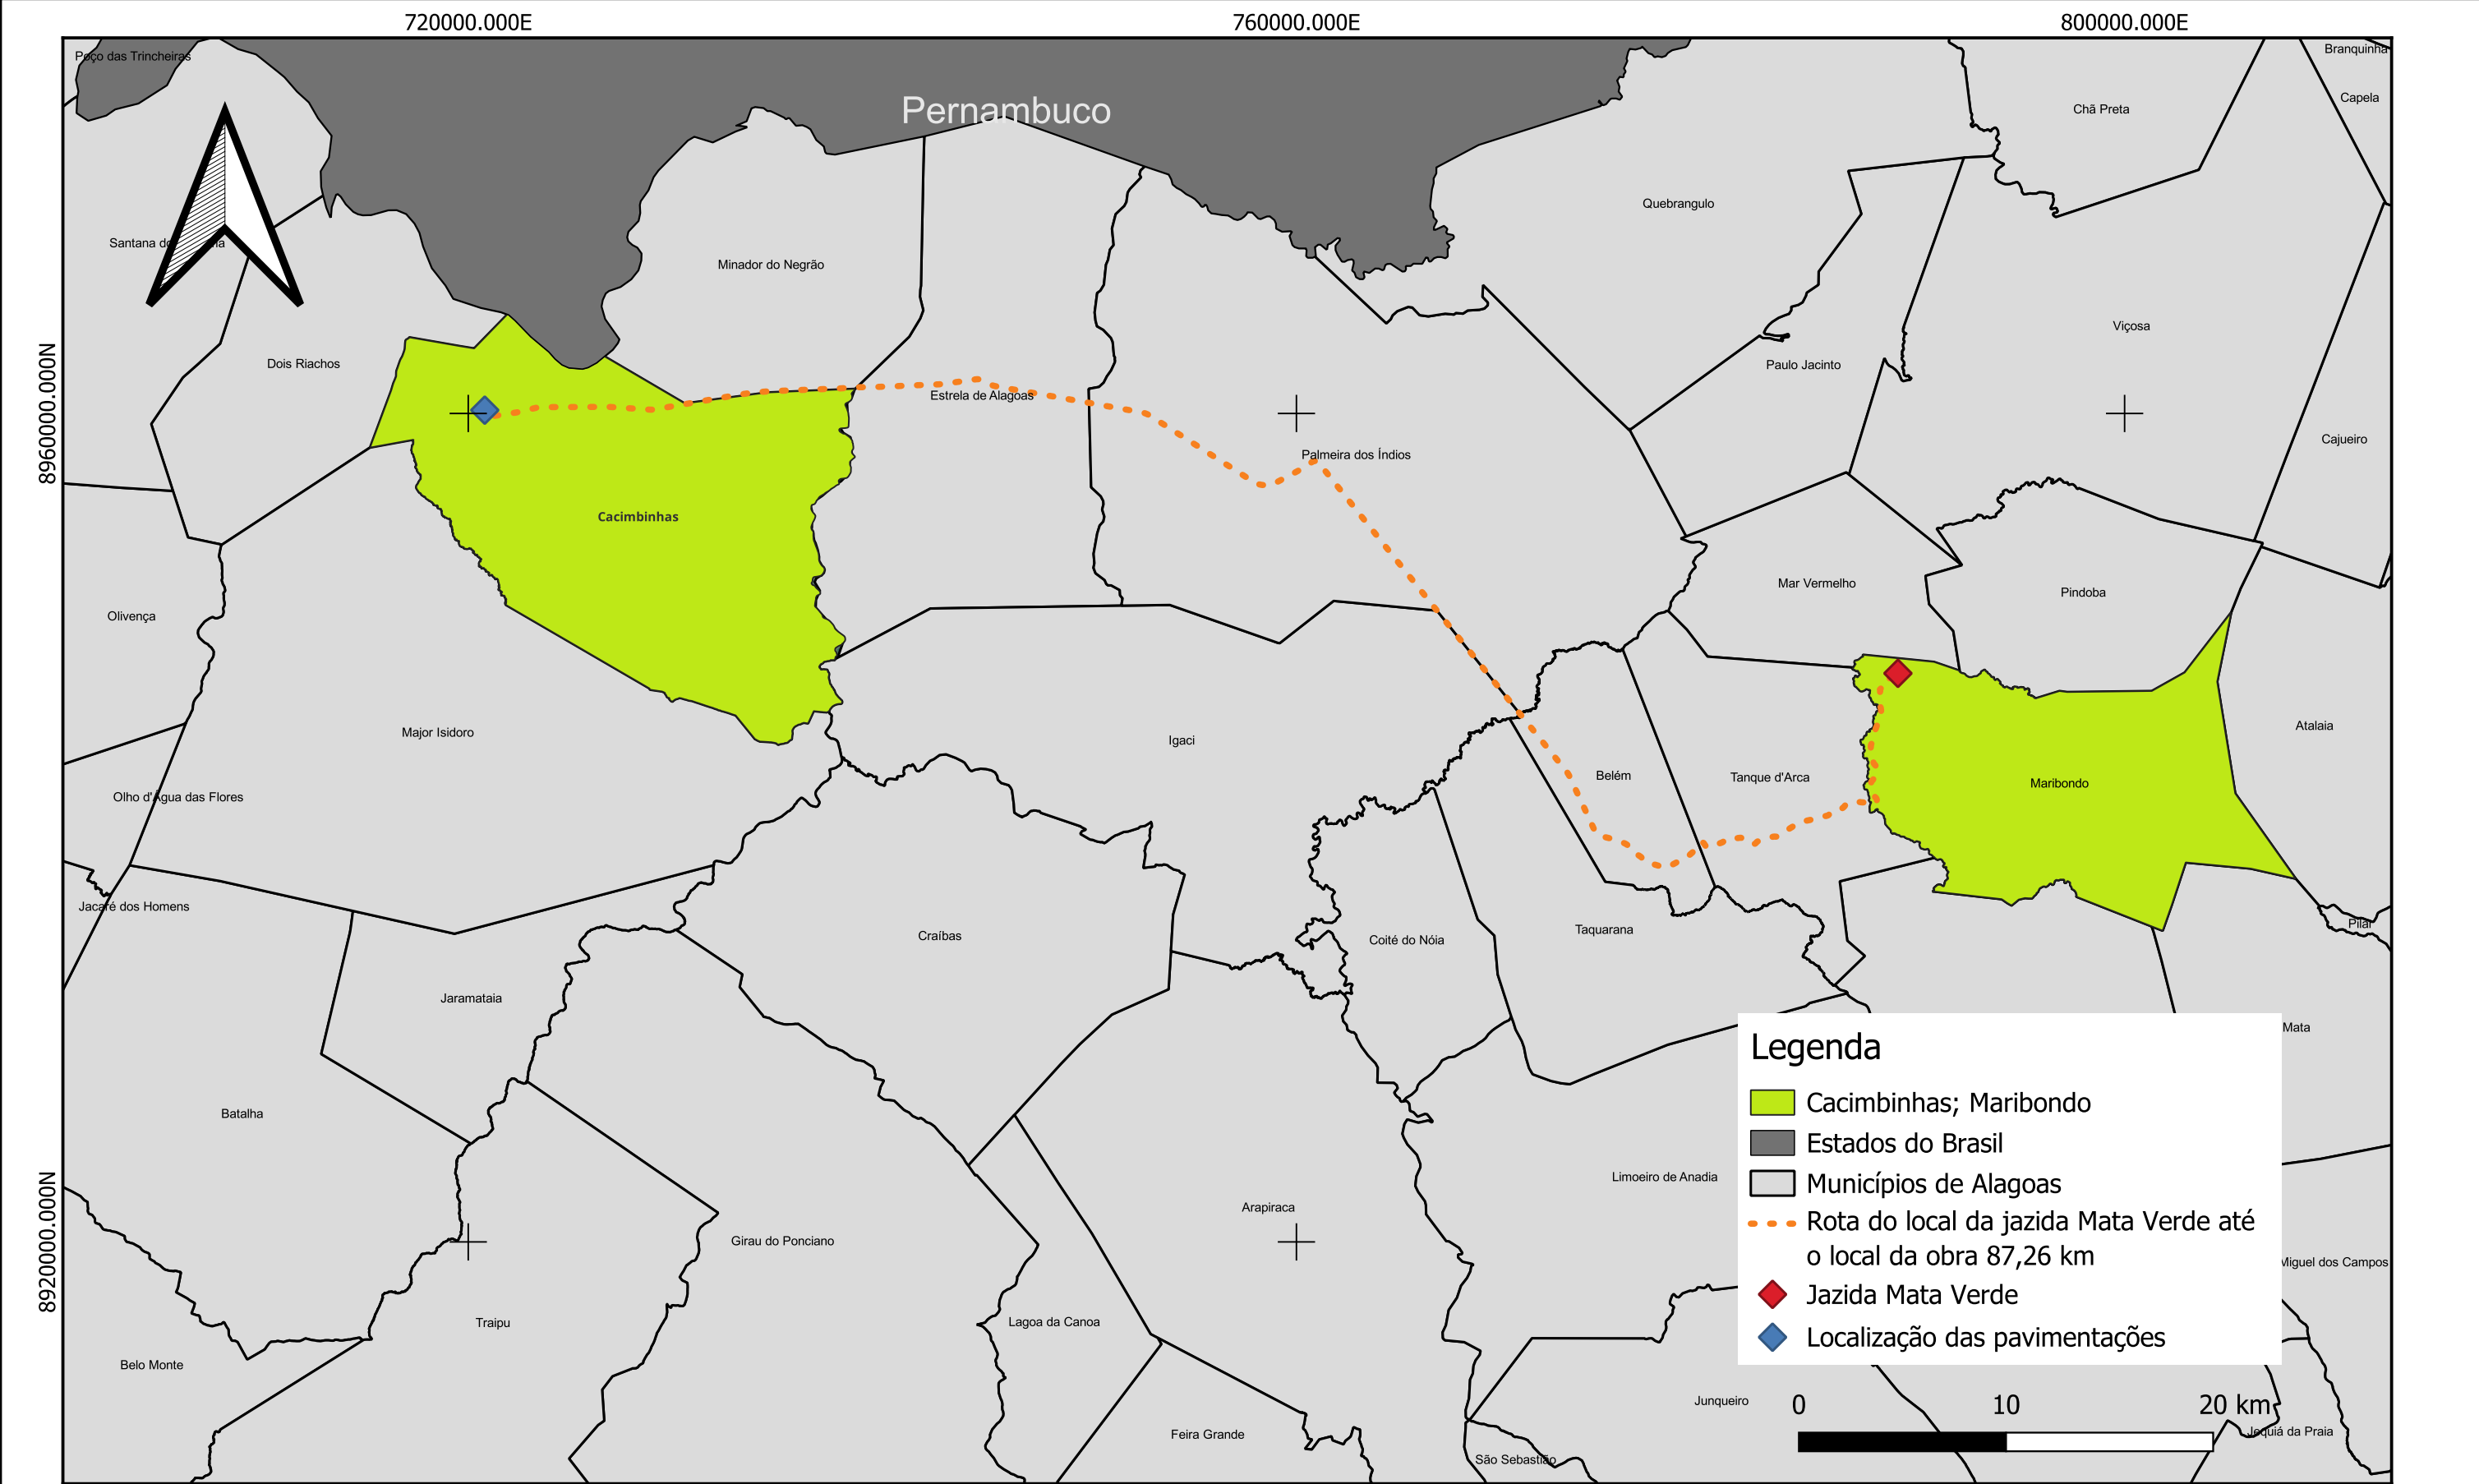 720000.000E
760000.000E
800000.000E
Poço das Trincheiras
Branquinha
Capela
Chã Preta
Pernambuco
Quebrangulo
Minador do Negrão
Viçosa
Dois Riachos
Paulo Jacinto
Estrela de Alagoas
8960000.000N
Cajueiro
Palmeira dos Índios
Cacimbinhas
Mar Vermelho
Pindoba
Olivença
Major Isidoro
Igaci
Atalaia
Belém
Tanque d'Arca
Maribondo
Olho d'Água das Flores
Jacaré dos Homens
Pilar
Taquarana
Craíbas
Coité do Nóia
Jaramataia
Mata
Batalha
Limoeiro de Anadia
Arapiraca
8920000.000N
Girau do Ponciano
Miguel dos Campos
Traipu
Lagoa da Canoa
Belo Monte
Junqueiro
Feira Grande
Jequiá da Praia
São Sebastião
Legenda
Cacimbinhas; Maribondo
Estados do Brasil
Municípios de Alagoas
Rota do local da jazida Mata Verde até
o local da obra 87,26 km
Jazida Mata Verde
Localização das pavimentações
0 10 20 km